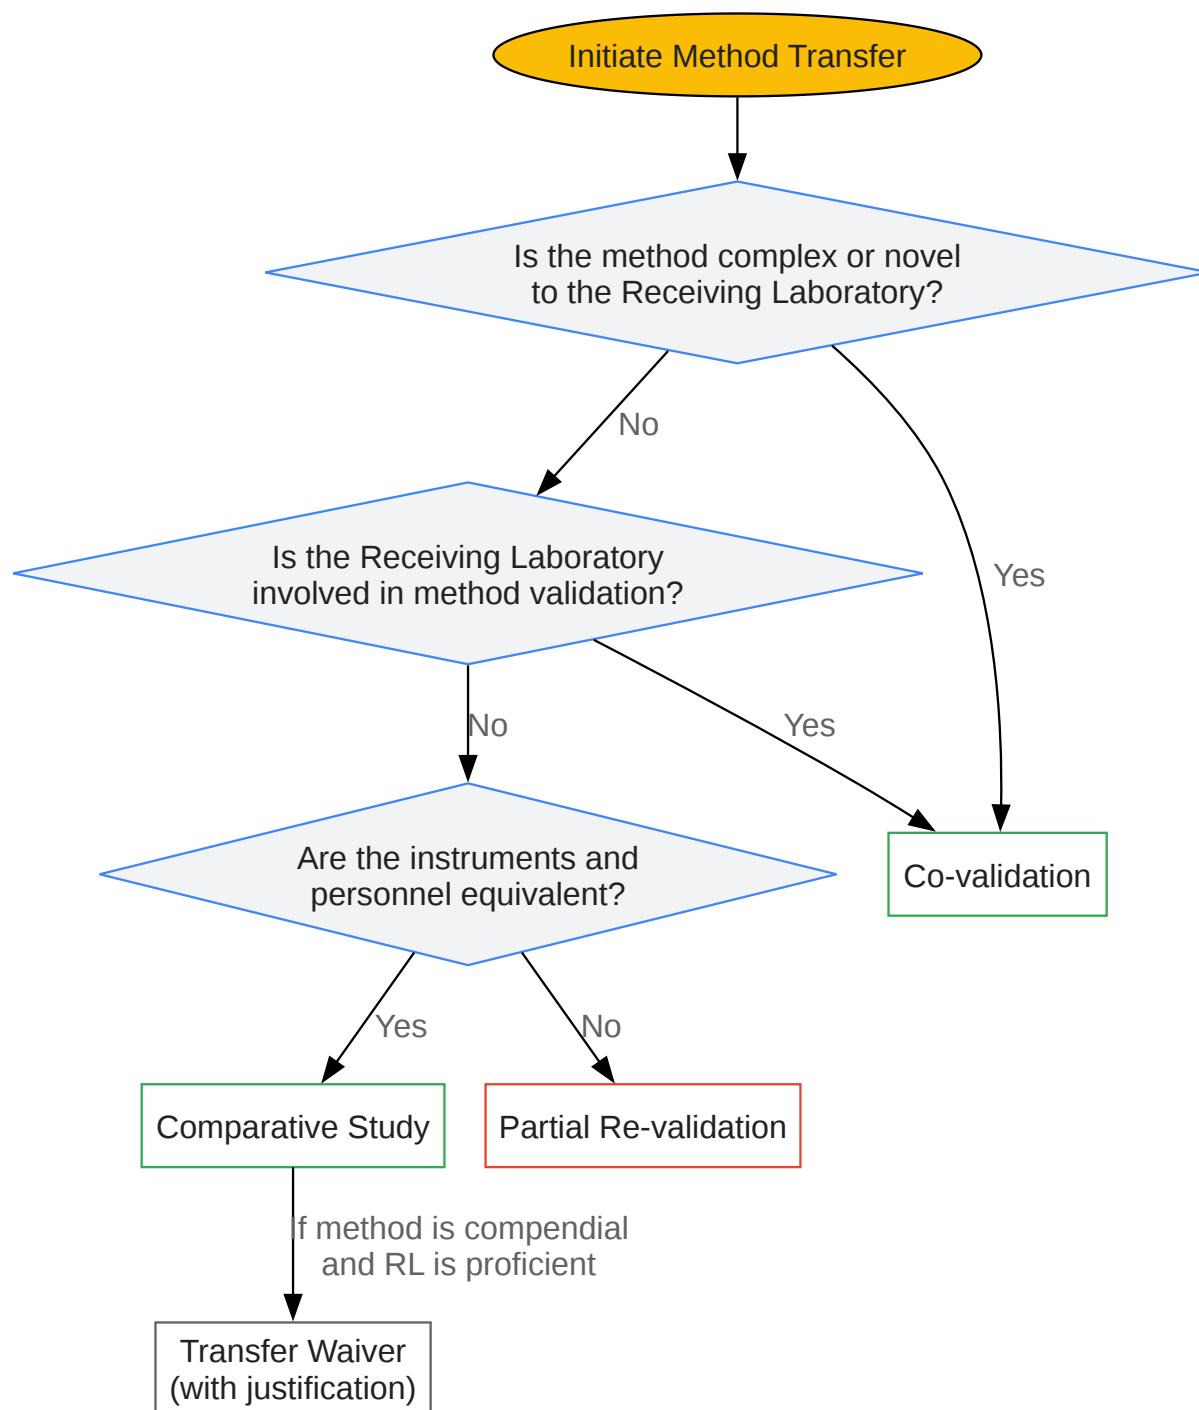 Initiate Method Transfer
Is the method complex or novel
to the Receiving Laboratory?
No
Yes
Is the Receiving Laboratory
involved in method validation?
No
Yes
Are the instruments and
personnel equivalent?
Co-validation
Yes
No
Comparative Study
Partial Re-validation
If method is compendial
and RL is proficient
Transfer Waiver
(with justification)